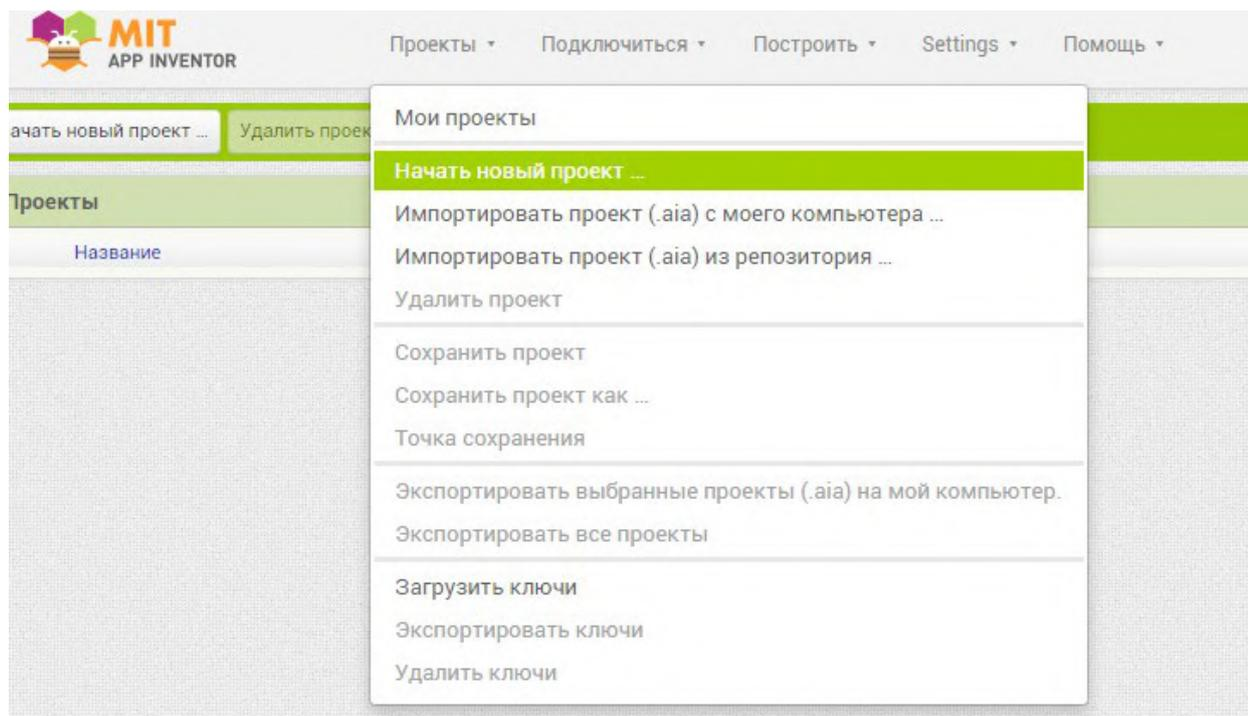 MIT
APP INVENTOR
Проекты Подключиться Построить Settings Помощь
ачать новый проект ... Удалить проек
Проекты
Название
Мои проекты
Начать новый проект ...
Импортировать проект (.aia) с моего компьютера ...
Импортировать проект (.aia) из репозитория ...
Удалить проект
Сохранить проект
Сохранить проект как ...
Точка сохранения
Экспортировать выбранные проекты (.aia) на мой компьютер.
Экспортировать все проекты
Загрузить ключи
Экспортировать ключи
Удалить ключи